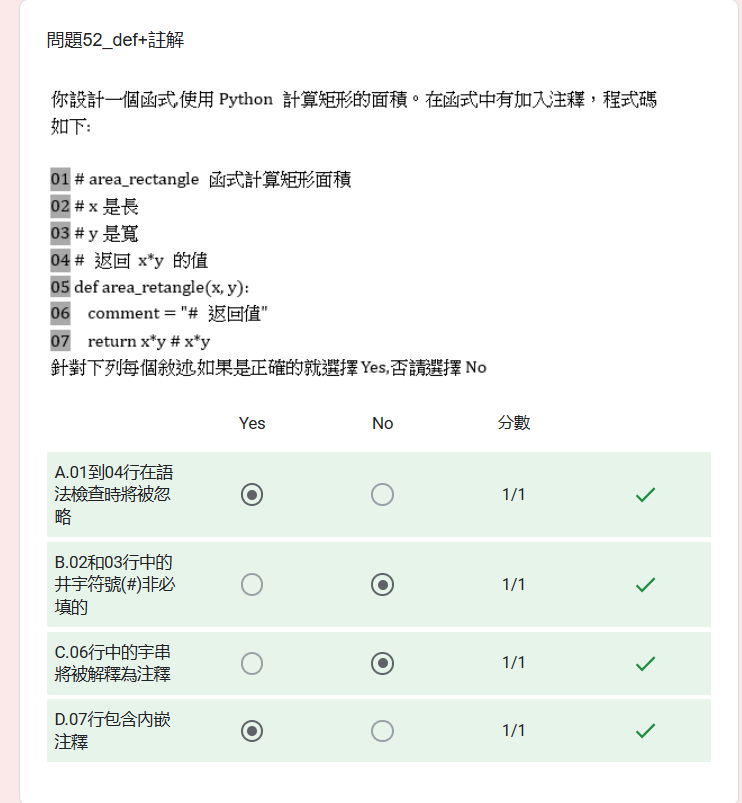 問題52_def+註解
你設計一個函式,使用 Python 計算矩形的面積。在函式中有加入注釋，程式碼
如下:
01 # area_rectangle 函式計算矩形面積
02 # x 是長
03 # y 是寬
04 # 返回 x*y 的值
05 def area_retangle(x, y):
06 comment = "# 返回值"
07 return x*y # x*y
針對下列每個敘述,如果是正確的就選擇 Yes,否請選擇 No
Yes No 分數
A.01到04行在語
法檢查時將被忽
略
1/1
B.02和03行中的
井宇符號(#)非必
填的
1/1
C.06行中的宇串
將被解釋為注釋
1/1
D.07行包含內嵌
注釋
1/1